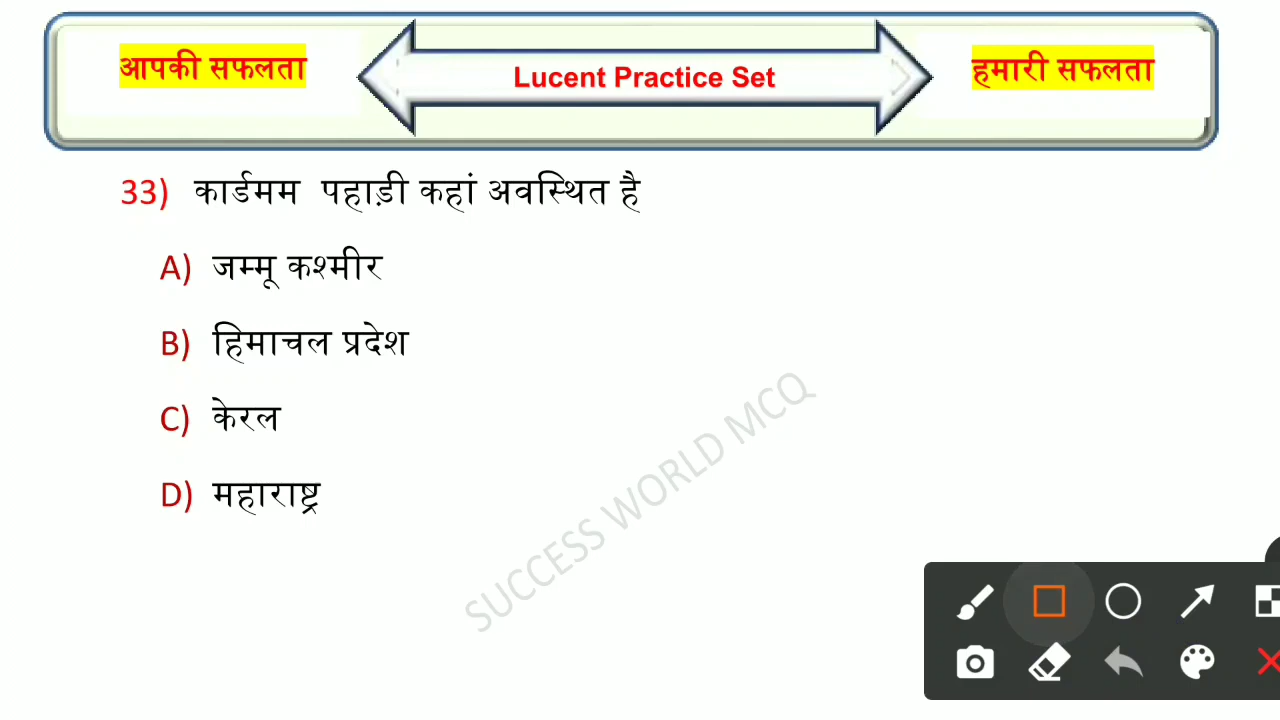 आपकी सफलता
Lucent Practice Set
हमारी सफलता
33) कार्डमम पहाड़ी कहां अवस्थित है
A) जम्मू कश्मीर
B) हिमाचल प्रदेश
C) केरल
D) महाराष्ट्र
SUCCESS WORLD MCQ